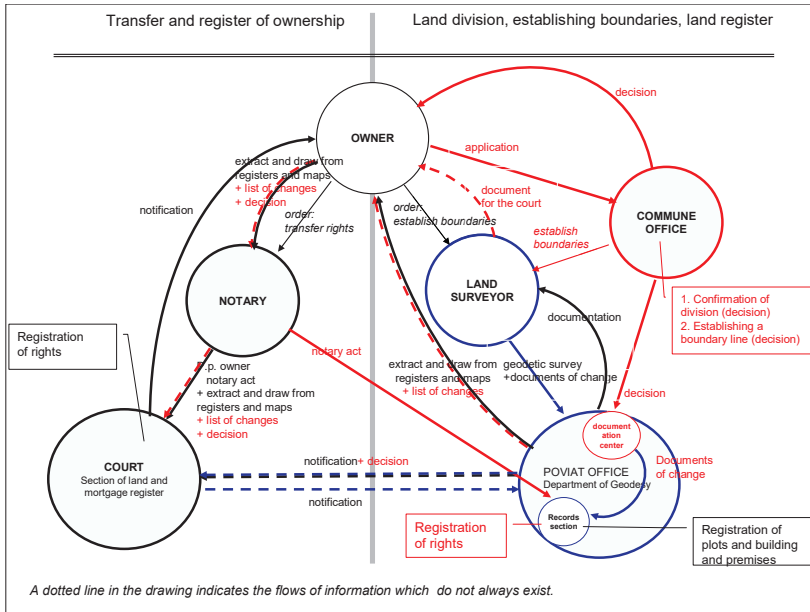 Transfer and register of ownership
Land division, establishing boundaries, land register
decision
OWNER
application
extract and draw from
registers and maps
+ list of changes
+ decision
notification
order:
transfer rights
order:
establish boundaries
document
for the court
establish
boundaries
COMMUNE
OFFICE
NOTARY
LAND
SURVEYOR
1. Confirmation of
division (decision)
2. Establishing a
boundary line (decision)
Registration
of rights
documentation
notary act
.p. owner
notary act
+ extract and draw from
registers and maps
+ list of changes
+ decision
extract and draw from
registers and maps
+ list of changes
geodetic survey
+documents of change
decision
document
ation
center
COURT
Section of land and
mortgage register
notification+ decision
notification
POVIAT OFFICE
Department of Geodesy
Documents
of change
Records
section
Registration
of rights
Registration of
plots and building
and premises
A dotted line in the drawing indicates the flows of information which do not always exist.